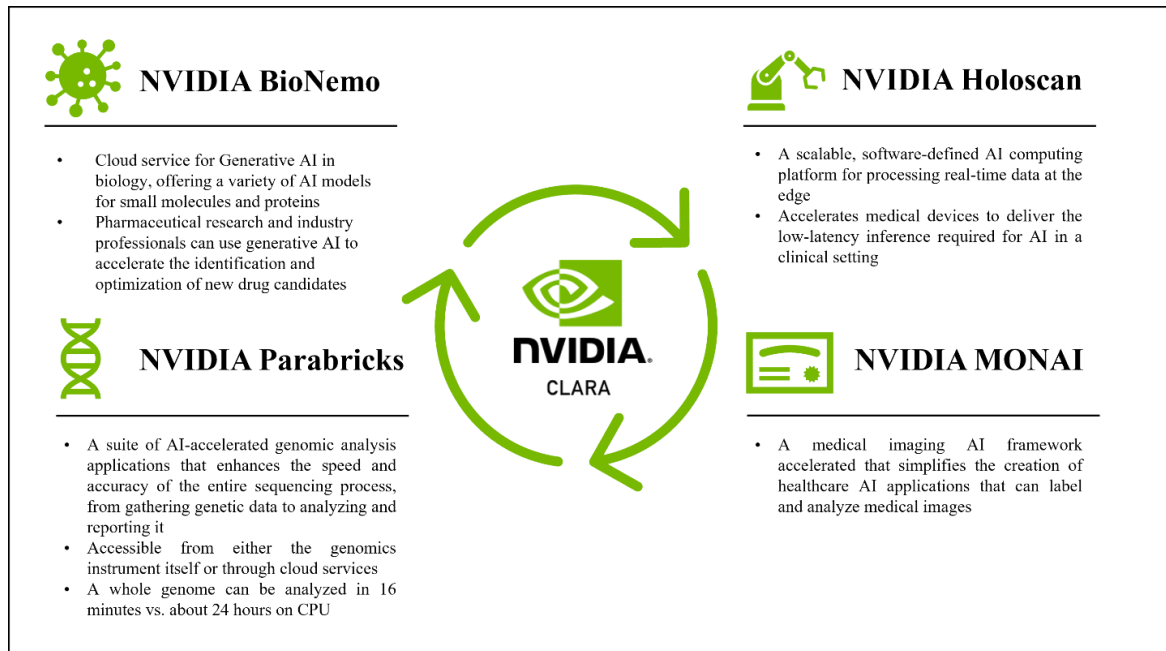 NVIDIA BioNemo
• Cloud service for Generative AI in
biology, offering a variety of AI models
for small molecules and proteins
• Pharmaceutical research and industry
professionals can use generative AI to
accelerate the identification and
optimization of new drug candidates
NVIDIA Parabricks
• A suite of AI-accelerated genomic analysis
applications that enhances the speed and
accuracy of the entire sequencing process,
from gathering genetic data to analyzing and
reporting it
• Accessible from either the genomics
instrument itself or through cloud services
• A whole genome can be analyzed in 16
minutes vs. about 24 hours on CPU
NVIDIA.
CLARA
NVIDIA Holoscan
• A scalable, software-defined AI computing
platform for processing real-time data at the
edge
• Accelerates medical devices to deliver the
low-latency inference required for AI in a
clinical setting
NVIDIA MONAI
• A medical imaging AI framework
accelerated that simplifies the creation of
healthcare AI applications that can label
and analyze medical images